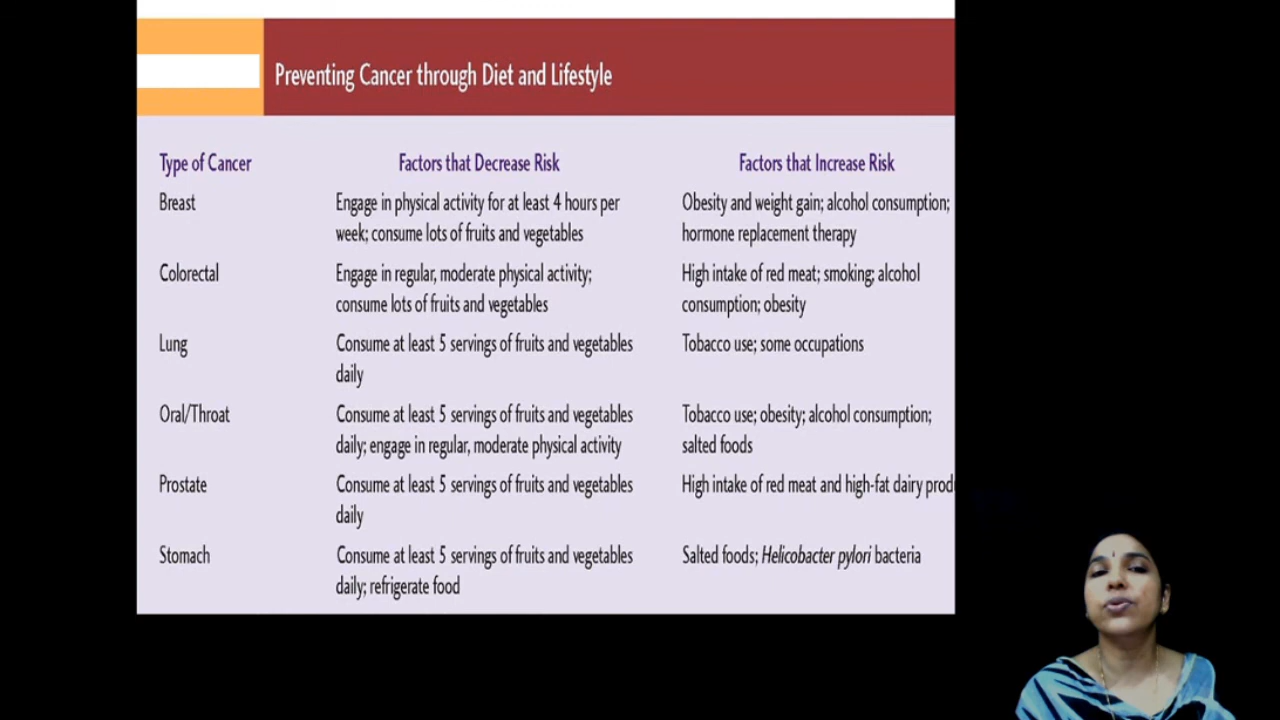 Preventing Cancer through Diet and Lifestyle
Type of Cancer Factors that Decrease Risk Factors that Increase Risk
Breast Engage in physical activity for at least 4 hours per Obesity and weight gain; alcohol consumption;
week; consume lots of fruits and vegetables hormone replacement therapy
Colorectal Engage in regular, moderate physical activity; High intake of red meat; smoking; alcohol
consume lots of fruits and vegetables consumption; obesity
Lung Consume at least 5 servings of fruits and vegetables Tobacco use; some occupations
daily
Oral/Throat Consume at least 5 servings of fruits and vegetables Tobacco use; obesity; alcohol consumption;
daily; engage in regular, moderate physical activity salted foods
Prostate Consume at least 5 servings of fruits and vegetables High intake of red meat and high-fat dairy
daily
Stomach Consume at least 5 servings of fruits and vegetables Salted foods; Helicobacter pylori bacteria
daily; refrigerate food